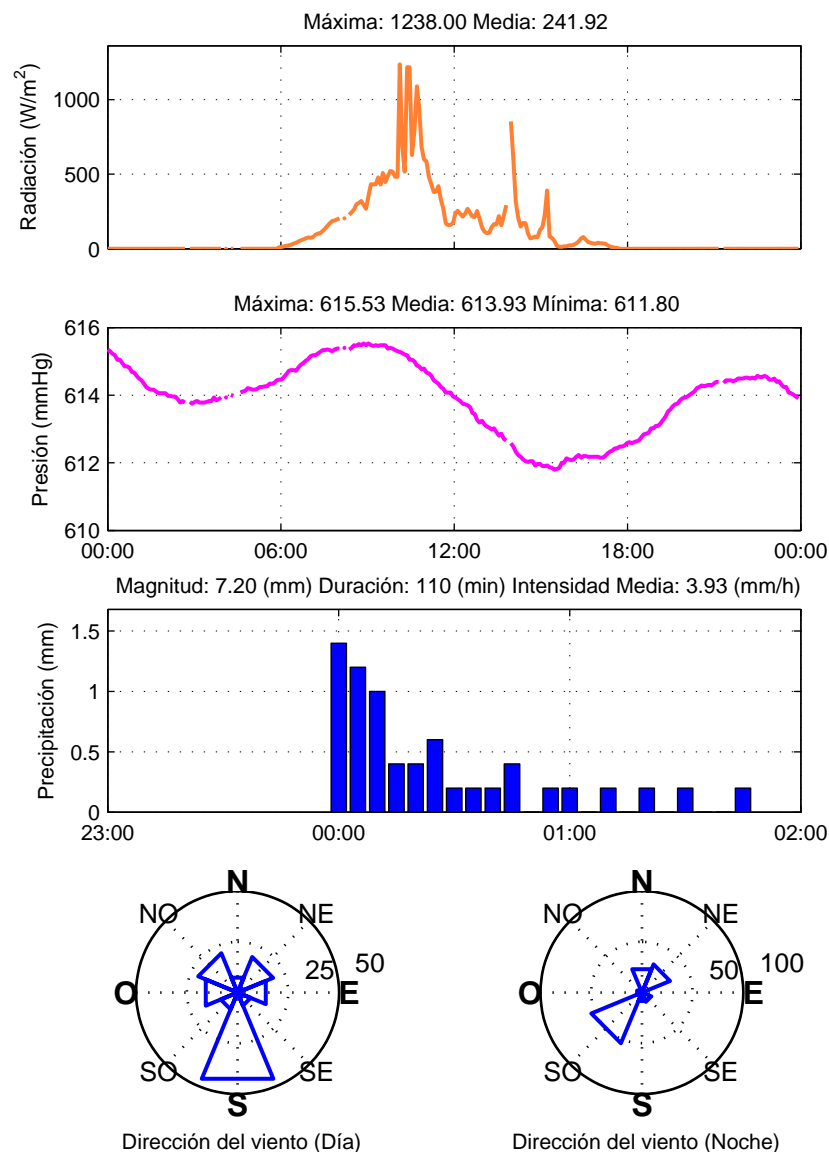 Máxima: 1238.00 Media: 241.92
Radiación (W/m²)
1000
500
0
Máxima: 615.53 Media: 613.93 Mínima: 611.80
Presión (mmHg)
616
614
612
610
00:00 06:00 12:00 18:00 00:00
Magnitud: 7.20 (mm) Duración: 110 (min) Intensidad Media: 3.93 (mm/h)
Precipitación (mm)
1.5
1
0.5
0
23:00 00:00 01:00 02:00
N
NO NE
25 50
O E
SO SE
S
Dirección del viento (Día)
N
NO NE
50 100
O E
SO SE
S
Dirección del viento (Noche)